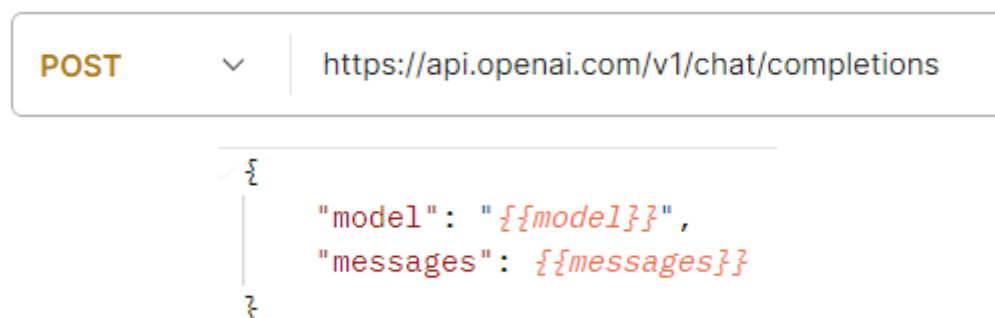 POST https://api.openai.com/v1/chat/completions
{
"model": "{{model}}",
"messages": {{messages}}
}